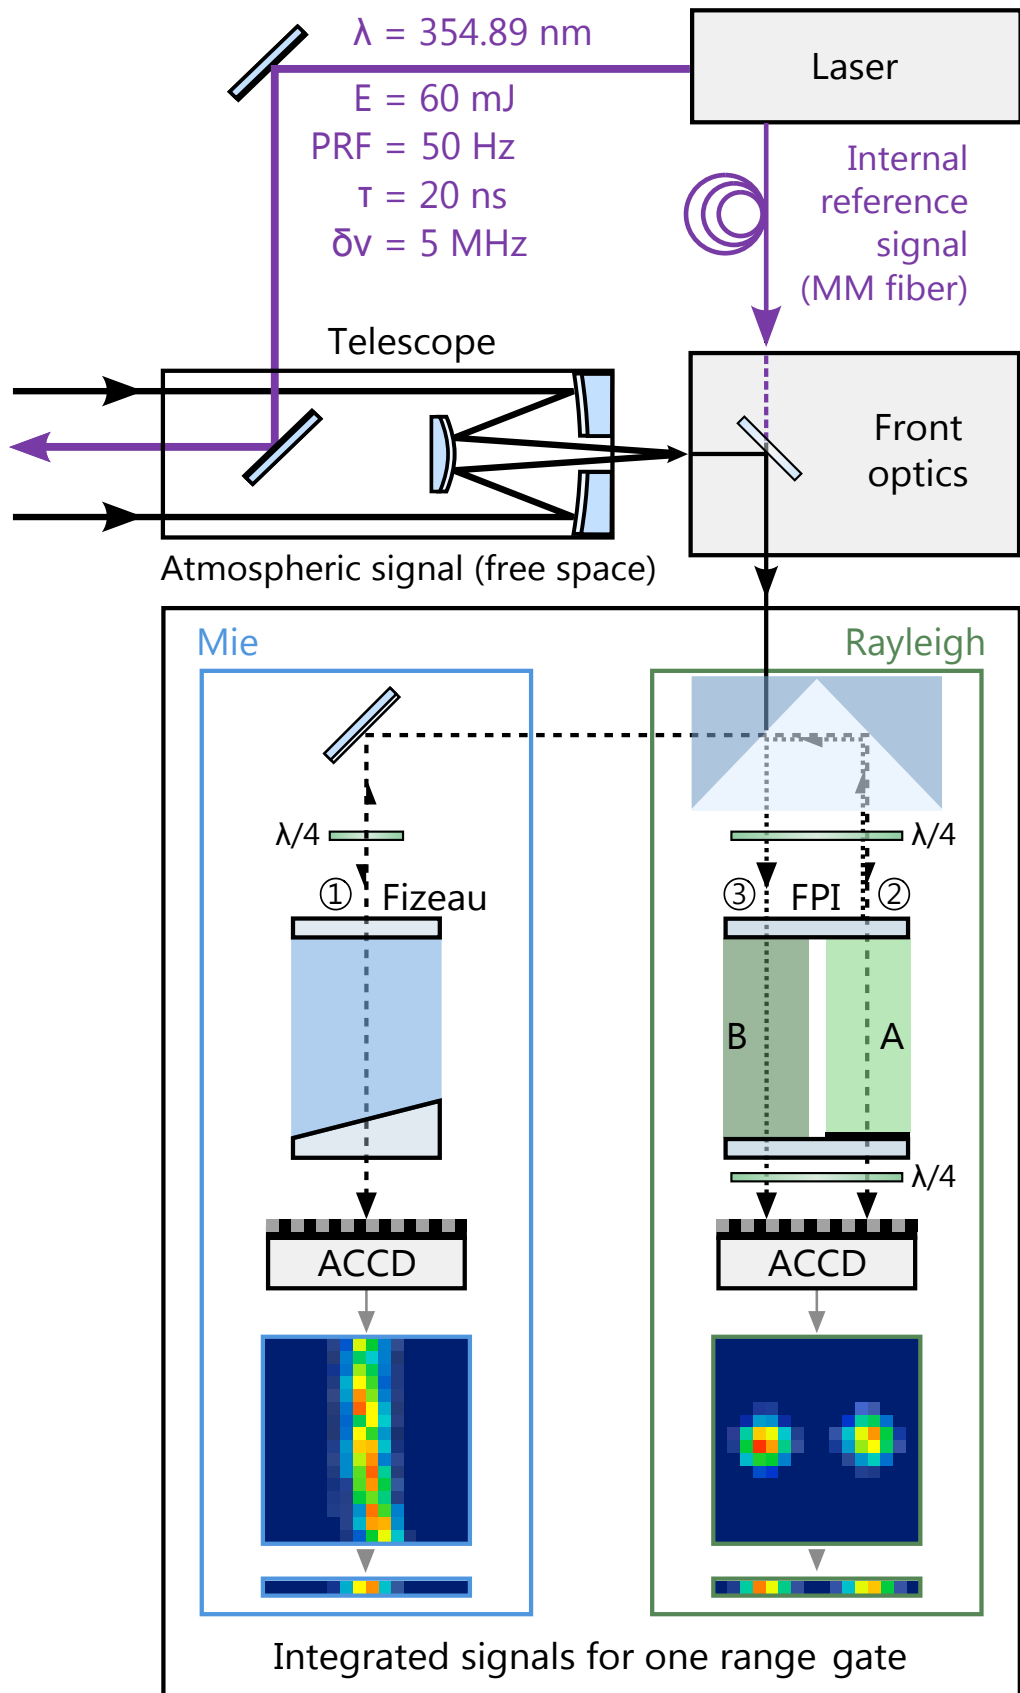 λ = 354.89 nm
E = 60 mJ
PRF = 50 Hz
τ = 20 ns
δν = 5 MHz
Laser
Internal
reference
signal
(MM fiber)
Telescope
Front
optics
Atmospheric signal (free space)
Mie
Rayleigh
λ/4
λ/4
① Fizeau
③ FPI ②
B
A
λ/4
ACCD
ACCD
Integrated signals for one range gate